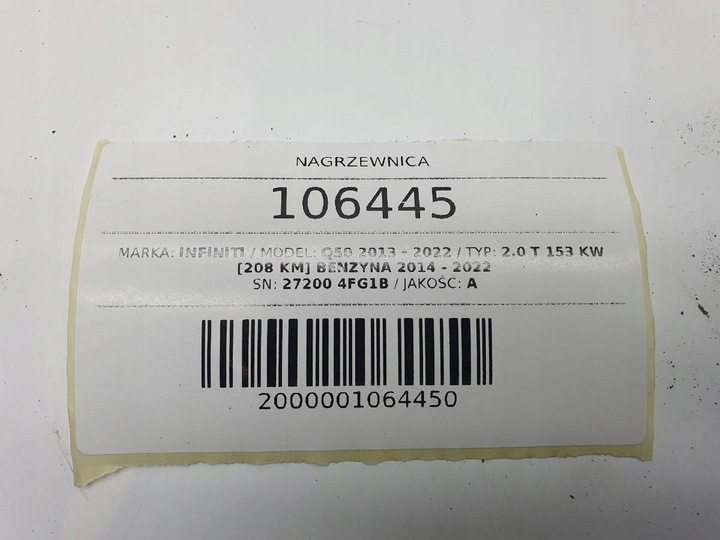 NAGRZEWNICA
106445
MARKA: INFINITI / MODEL: Q50 2013 - 2022 / TYP: 2.0 T 153 KW
[208 KM] BENZYNA 2014 - 2022
SN: 27200 4FG1B / JAKOŚĆ: A
2000001064450